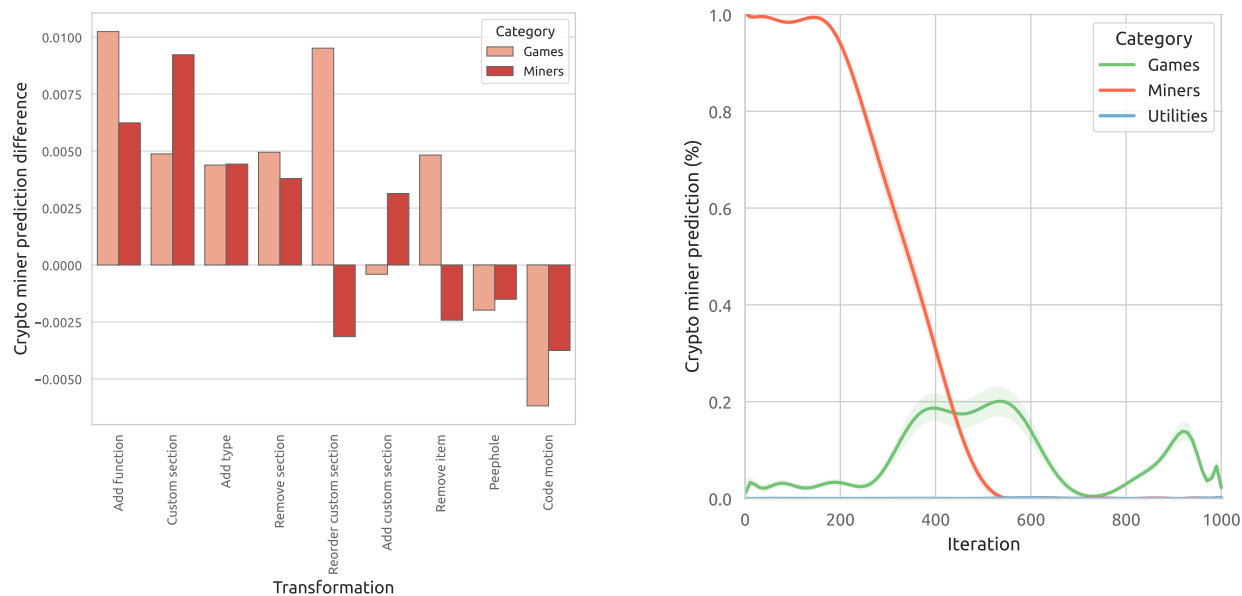 Crypto miner prediction difference
0.0100
0.0075
0.0050
0.0025
0.0000
−0.0025
−0.0050
Category
Games
Miners
Add function
Custom section
Add type
Remove section
Reorder custom section
Add custom section
Remove item
Peephole
Code motion
Transformation
Crypto miner prediction (%)
1.0
0.8
0.6
0.4
0.2
0.0
Category
Games
Miners
Utilities
0
200
400
600
800
1000
Iteration